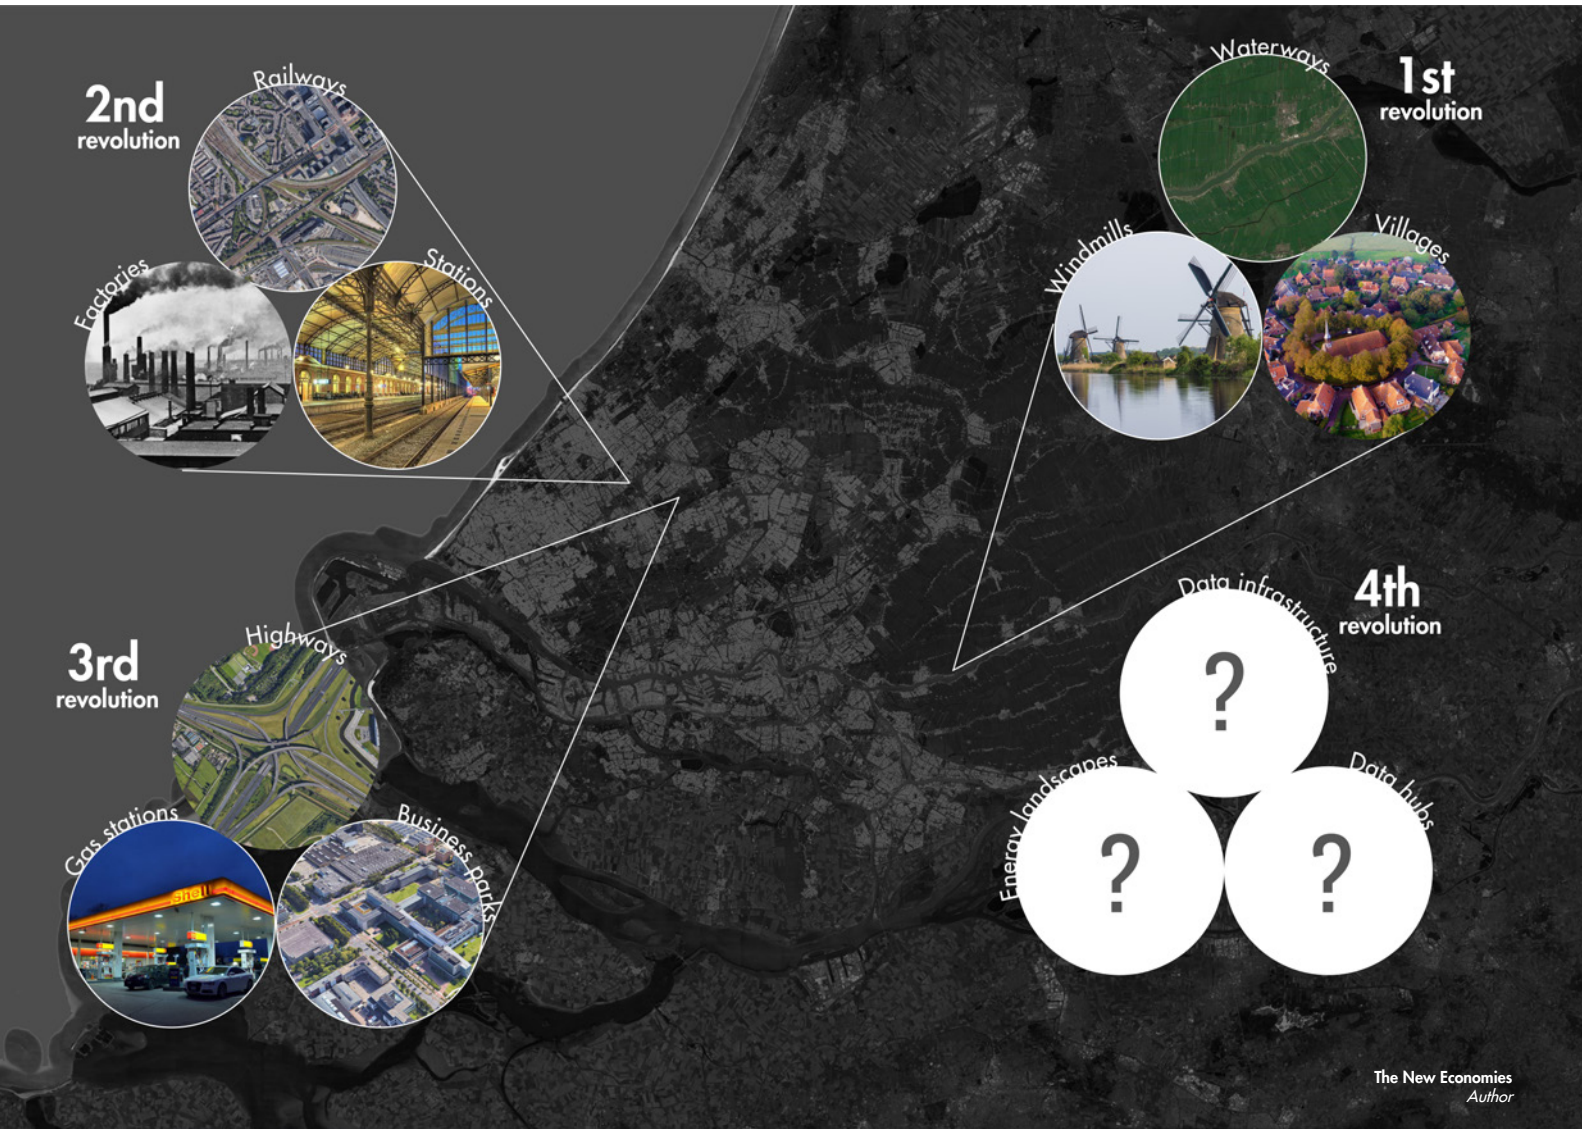 2nd
revolution
Railways
Factories
Stations
1st
revolution
Waterways
Windmills
Villages
3rd
revolution
Highways
Gas stations
Shell
Business parks
4th
revolution
Data infrastructure
?
Energy landscapes
?
Data hubs
?
The New Economies
Author